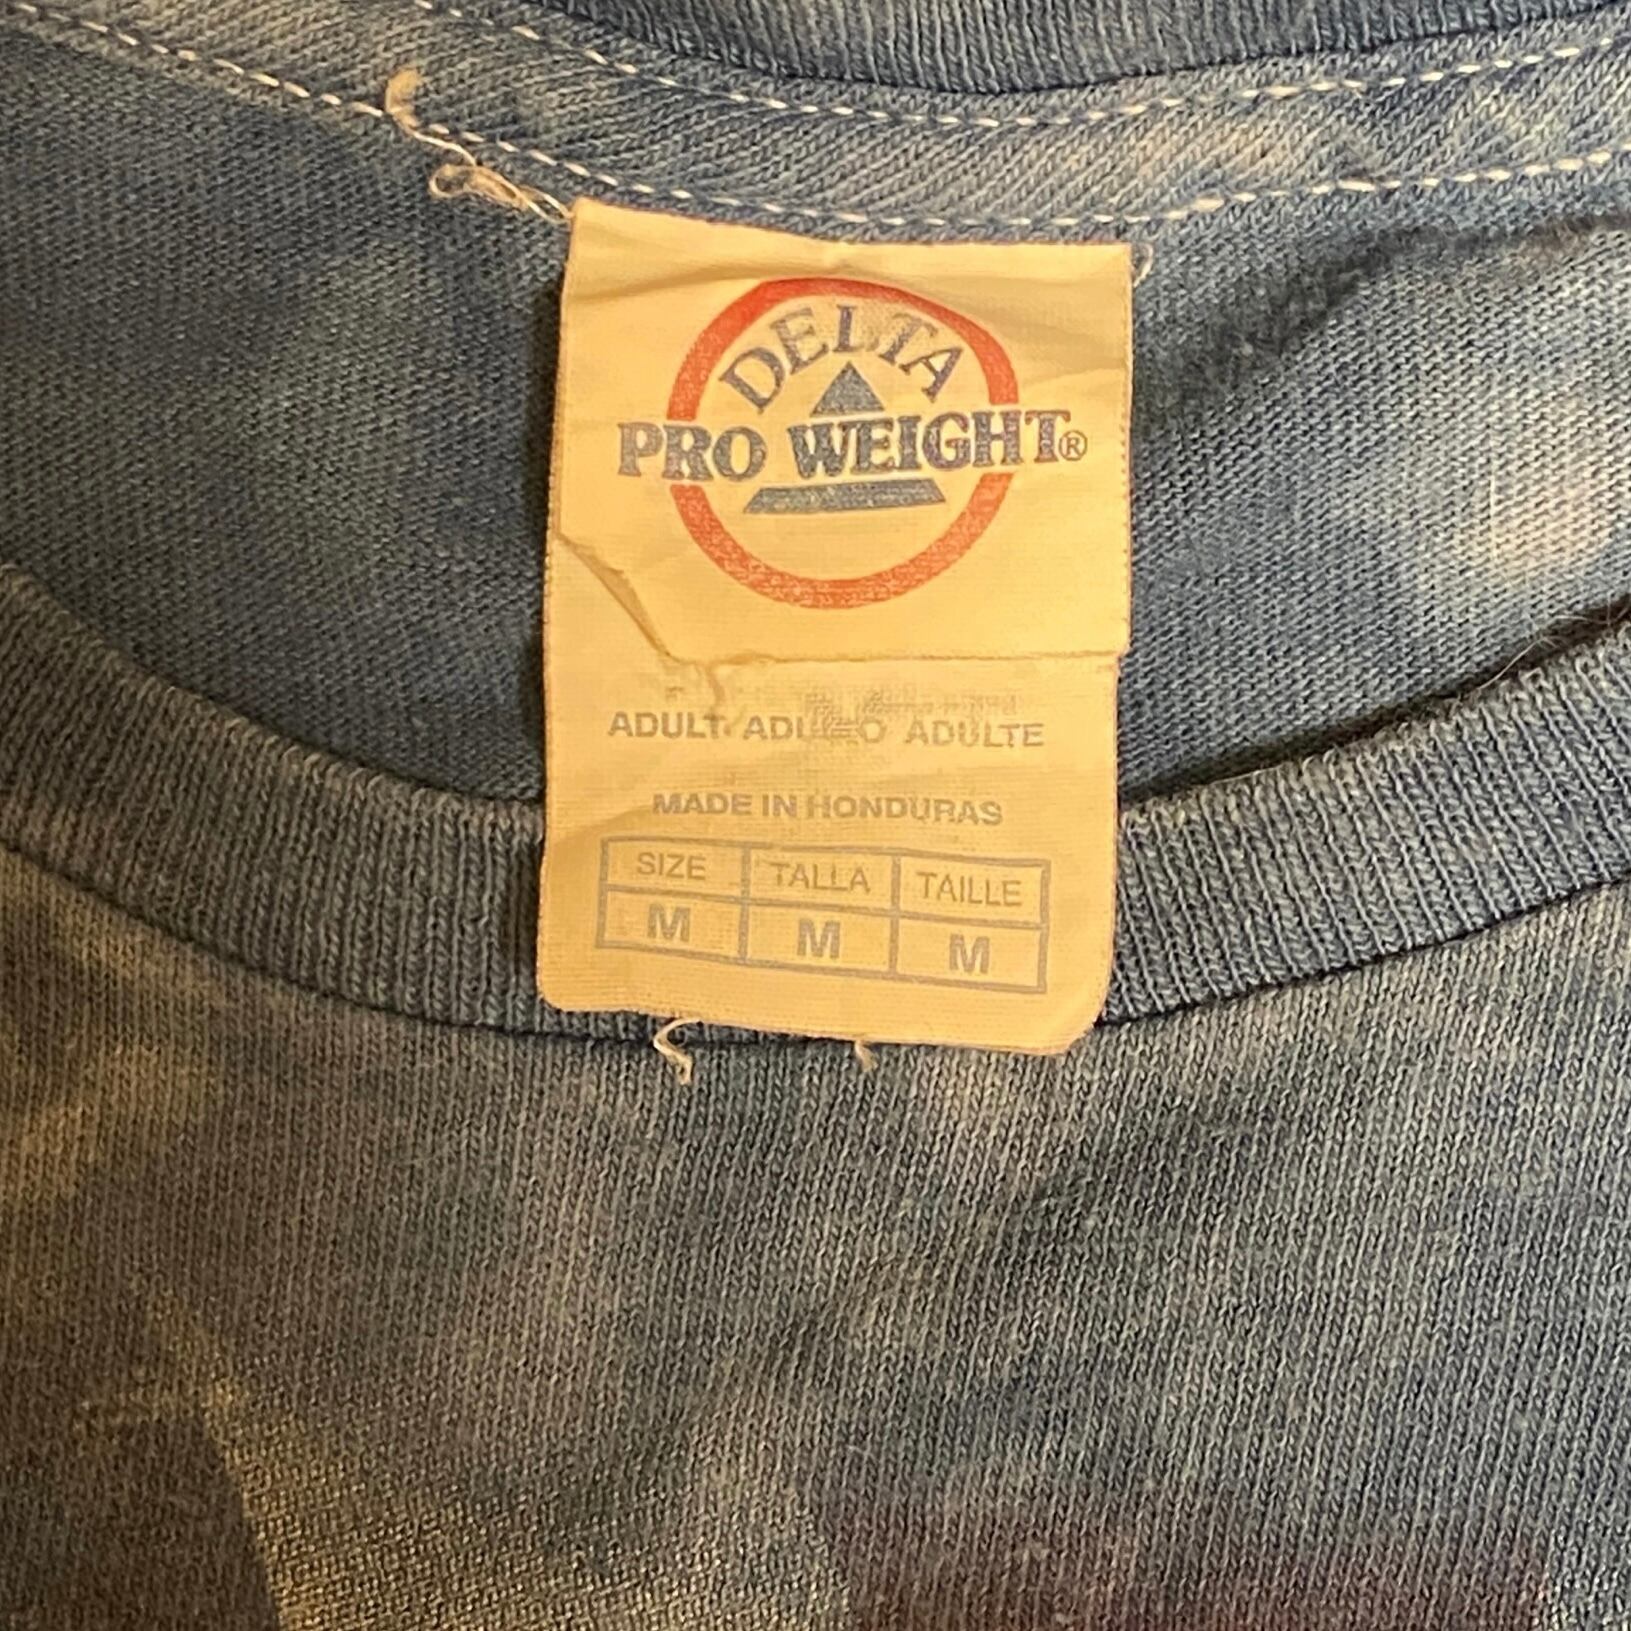 DELTA
PRO WEIGHT®
ADULT ADULTO ADULTE
MADE IN HONDURAS
SIZE TALLA TAILLE
M M M